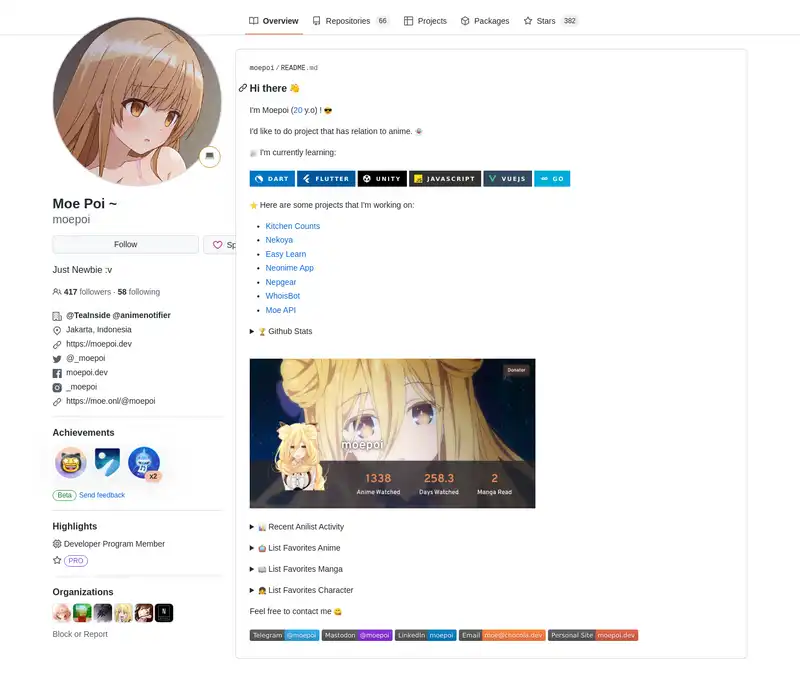 Overview Repositories 66 Projects Packages Stars 382
moepoi / README.md
Hi there
I'm Moepoi (20 y.o) !
I'd like to do project that has relation to anime.
I'm currently learning:
DART FLUTTER UNITY JAVASCRIPT VUEJS GO
Here are some projects that I'm working on:
Kitchen Counts
Nekoya
Easy Learn
Neonime App
Nepgear
WhoisBot
Moe API
Github Stats
Donator
moepoi
1338 258.3 2
Anime Watched Days Watched Manga Read
Recent Anilist Activity
List Favorites Anime
List Favorites Manga
List Favorites Character
Feel free to contact me
Telegram @moepoi Mastodon @moepoi LinkedIn moepoi Email Personal Site moepoi.dev
Moe Poi ~
moepoi
Follow
Sp
Just Newbie :v
417 followers · 58 following
@TeaInside @animenotifier
Jakarta, Indonesia
https://moepoi.dev
@_moepoi
moepoi.dev
_moepoi
https://moe.onl/@moepoi
Achievements
x2
Beta Send feedback
Highlights
Developer Program Member
PRO
Organizations
N
Block or Report